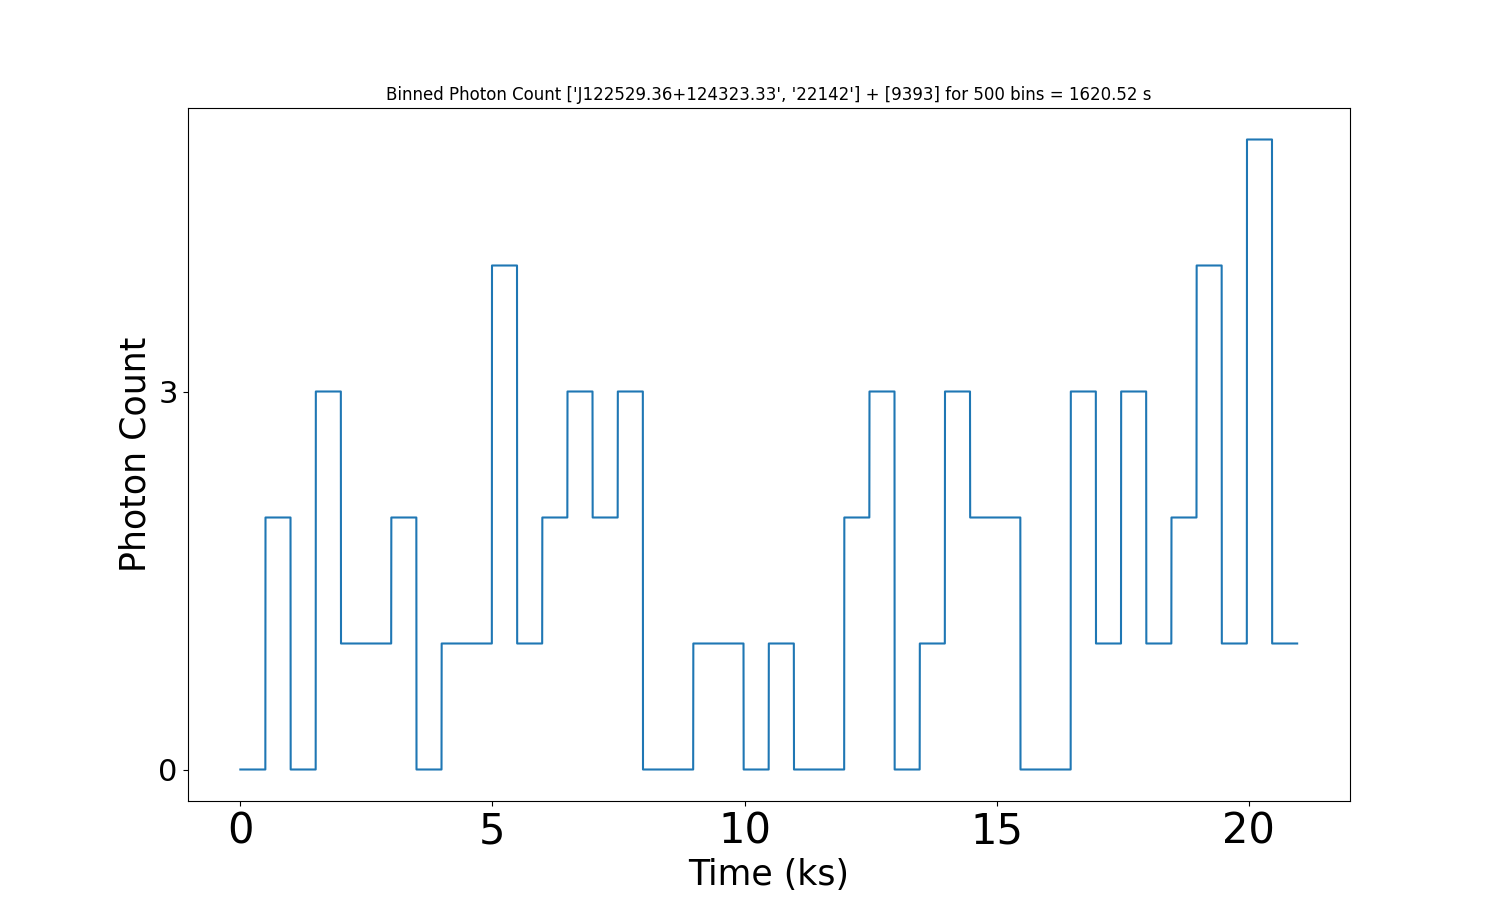 Binned Photon Count ['J122529.36+124323.33', '22142'] + [9393] for 500 bins = 1620.52 s
Photon Count
3
0
0 5 10 15 20
Time (ks)